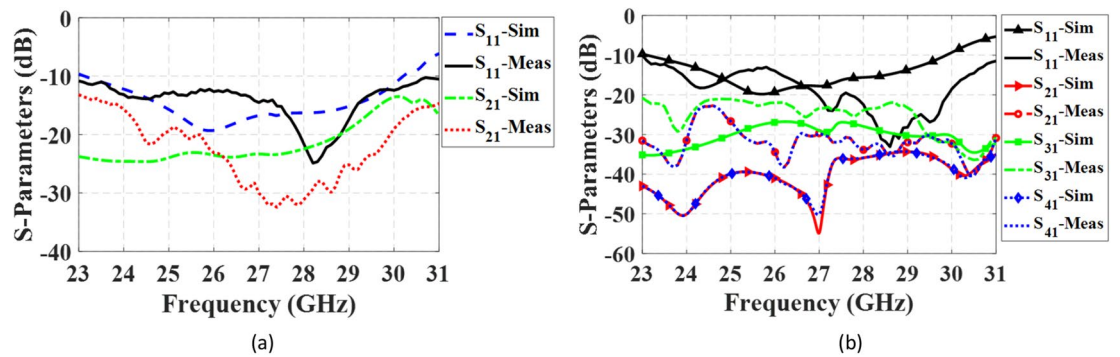 0
-10
-20
-30
-40
S-Parameters (dB)
23 24 25 26 27 28 29 30 31
Frequency (GHz)
S11-Sim
S11-Meas
S21-Sim
S21-Meas
(a)
0
-10
-20
-30
-40
-50
-60
S-Parameters (dB)
23 24 25 26 27 28 29 30 31
Frequency (GHz)
S11-Sim
S11-Meas
S21-Sim
S21-Meas
S31-Sim
S31-Meas
S41-Sim
S41-Meas
(b)